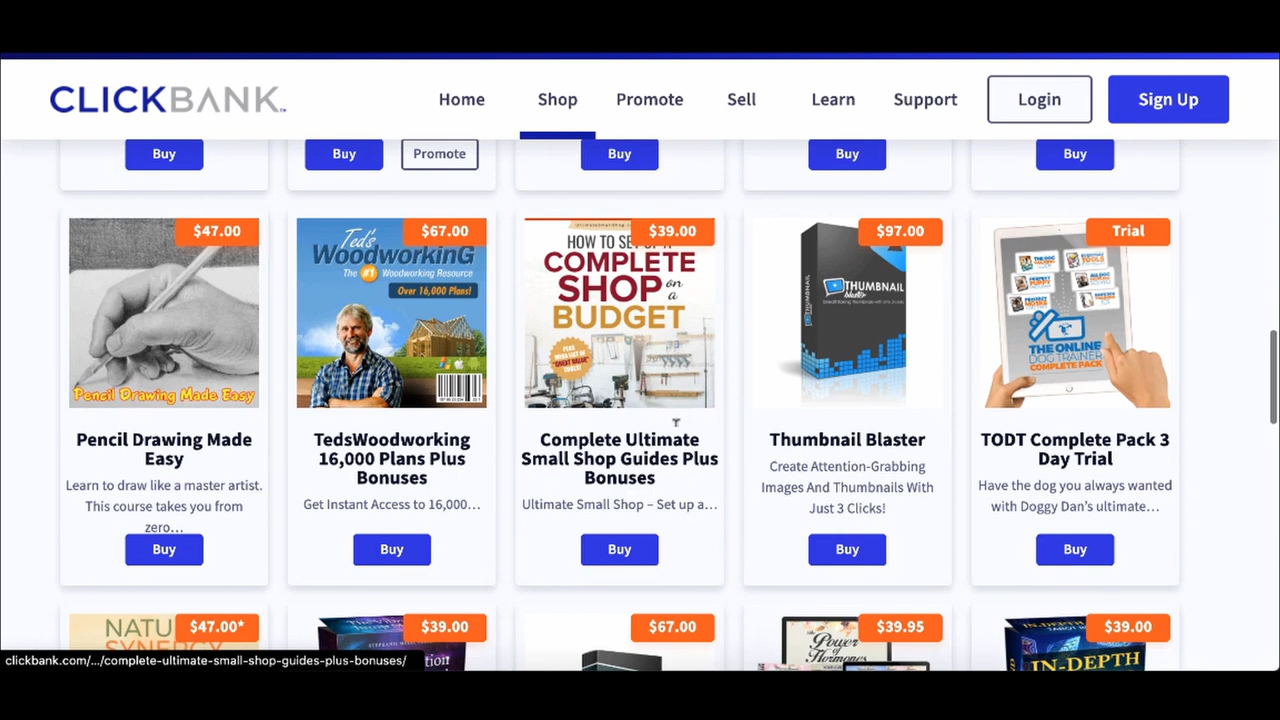 CLICKBANK
Home
Shop
Promote
Sell
Learn
Support
Login
Sign Up
Buy
Buy
Promote
Buy
Buy
Buy
$47.00
Pencil Drawing Made Easy
$67.00
Ted's
WoodworkinG
The #1 Woodworking Resource
Over 16,000 Plans!
$39.00
HOW TO SET UP A
COMPLETE
SHOP on
a
BUDGET
$97.00
THUMBNAIL
blaster
Trial
THE ONLINE
DOG TRAINER
COMPLETE PACK
Pencil Drawing Made
Easy
Learn to draw like a master artist.
This course takes you from
zero…
Buy
TedsWoodworking
16,000 Plans Plus
Bonuses
Get Instant Access to 16,000…
Buy
Complete Ultimate
Small Shop Guides Plus
Bonuses
Ultimate Small Shop – Set up a…
Buy
Thumbnail Blaster
Create Attention-Grabbing
Images And Thumbnails With
Just 3 Clicks!
Buy
TODT Complete Pack 3
Day Trial
Have the dog you always wanted
with Doggy Dan's ultimate…
Buy
$47.00*
$39.00
$67.00
The
Power
of
Hormones
$39.95
IN-DEPTH
$39.00
clickbank.com/.../complete-ultimate-small-shop-guides-plus-bonuses/